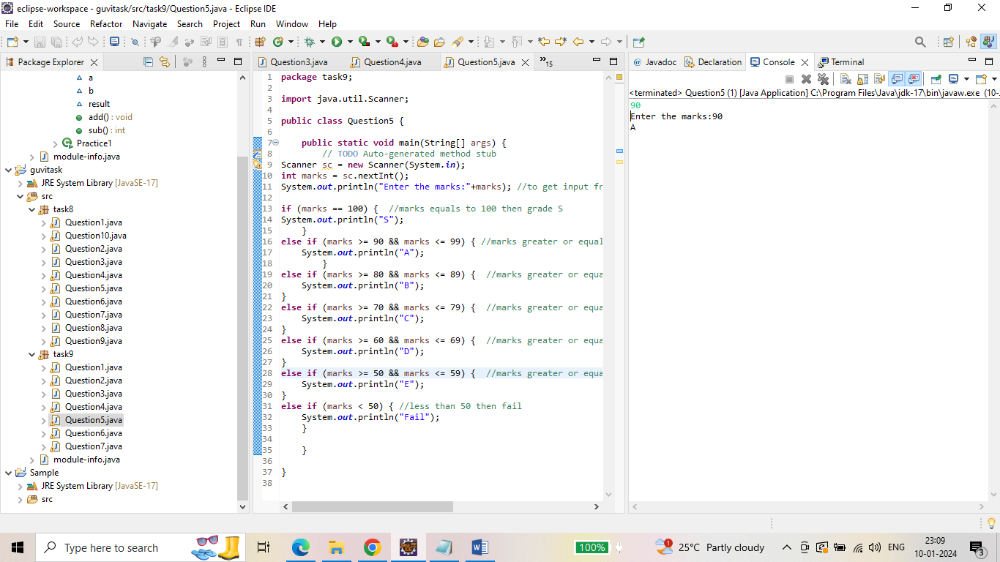 eclipse-workspace - guvitask/src/task9/Question5.java - Eclipse IDE
File Edit Source Refactor Navigate Search Project Run Window Help
Package Explorer
a
b
result
add() : void
sub() : int
Practice1
module-info.java
guvitask
JRE System Library [JavaSE-17]
src
task8
Question1.java
Question10.java
Question2.java
Question3.java
Question4.java
Question5.java
Question6.java
Question7.java
Question8.java
Question9.java
task9
Question1.java
Question2.java
Question3.java
Question4.java
Question5.java
Question6.java
Question7.java
module-info.java
Sample
JRE System Library [JavaSE-17]
src
Question3.java Question4.java Question5.java »15
1 package task9;
2
3 import java.util.Scanner;
4
5 public class Question5 {
6
7 public static void main(String[] args) {
8 // TODO Auto-generated method stub
9 Scanner sc = new Scanner(System.in);
10 int marks = sc.nextInt();
11 System.out.println("Enter the marks:"+marks); //to get input fr
12
13 if (marks == 100) { //marks equals to 100 then grade S
14 System.out.println("S");
15 }
16 else if (marks >= 90 && marks <= 99) { //marks greater or equal
17 System.out.println("A");
18 }
19 else if (marks >= 80 && marks <= 89) { //marks greater or equa
20 System.out.println("B");
21 }
22 else if (marks >= 70 && marks <= 79) { //marks greater or equa
23 System.out.println("C");
24 }
25 else if (marks >= 60 && marks <= 69) { //marks greater or equa
26 System.out.println("D");
27 }
28 else if (marks >= 50 && marks <= 59) { //marks greater or equa
29 System.out.println("E");
30 }
31 else if (marks < 50) { //less than 50 then fail
32 System.out.println("Fail");
33 }
34
35 }
36
37 }
38
@ Javadoc Declaration Console Terminal
<terminated> Question5 (1) [Java Application] C:\Program Files\Java\jdk-17\bin\javaw.exe (10-
90
Enter the marks:90
A
Type here to search
100%
25°C Partly cloudy
ENG
23:09
10-01-2024
3